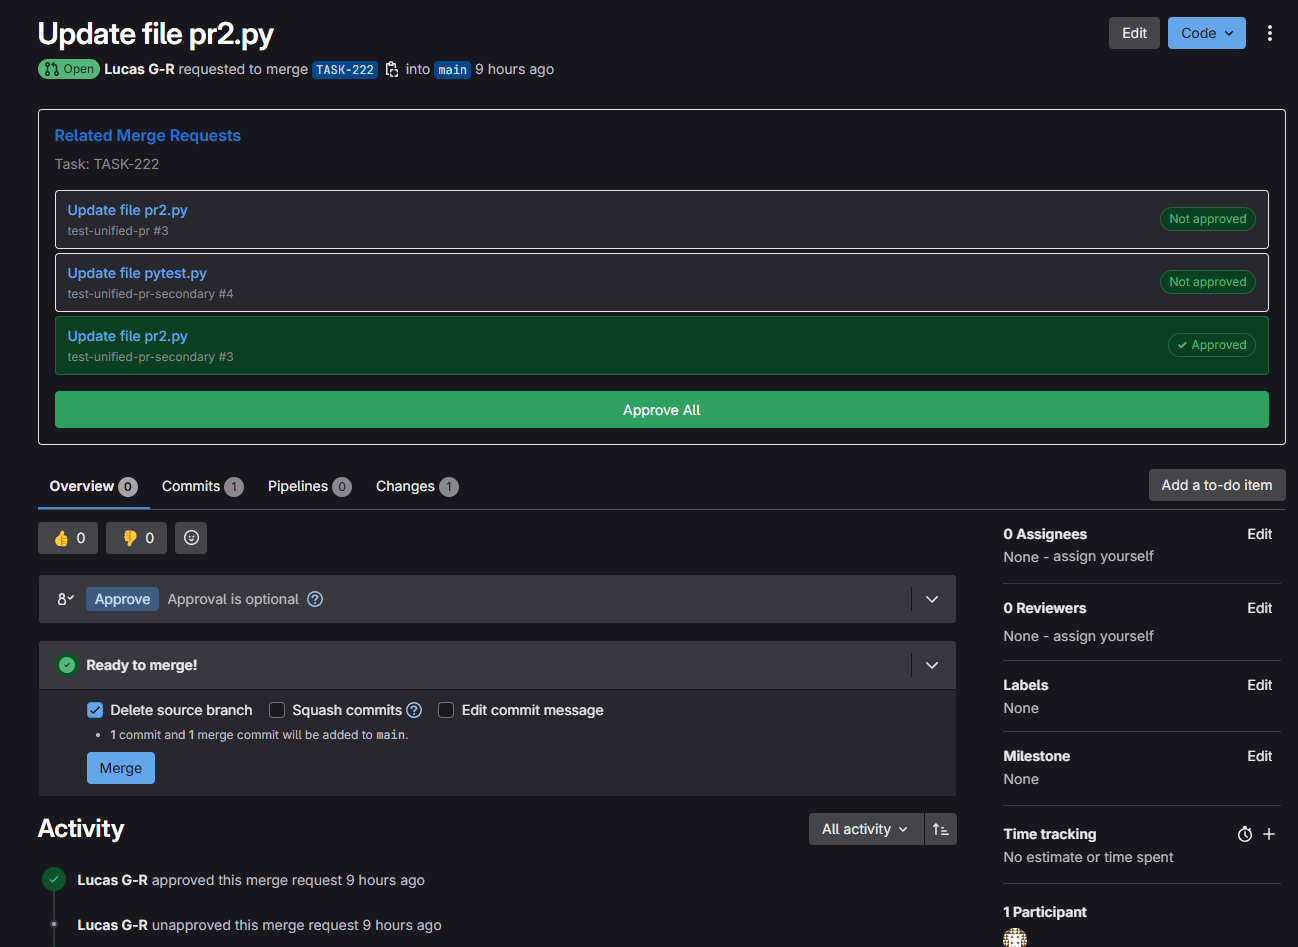 Update file pr2.py
Edit
Code
Open Lucas G-R requested to merge TASK-222 into main 9 hours ago
Related Merge Requests
Task: TASK-222
Update file pr2.py
test-unified-pr #3
Not approved
Update file pytest.py
test-unified-pr-secondary #4
Not approved
Update file pr2.py
test-unified-pr-secondary #3
Approved
Approve All
Overview 0 Commits 1 Pipelines 0 Changes 1
Add a to-do item
0 0
Approve Approval is optional
Ready to merge!
Delete source branch Squash commits Edit commit message
• 1 commit and 1 merge commit will be added to main.
Merge
Activity
All activity
Lucas G-R approved this merge request 9 hours ago
Lucas G-R unapproved this merge request 9 hours ago
0 Assignees
Edit
None - assign yourself
0 Reviewers
Edit
None - assign yourself
Labels
Edit
None
Milestone
Edit
None
Time tracking
No estimate or time spent
1 Participant